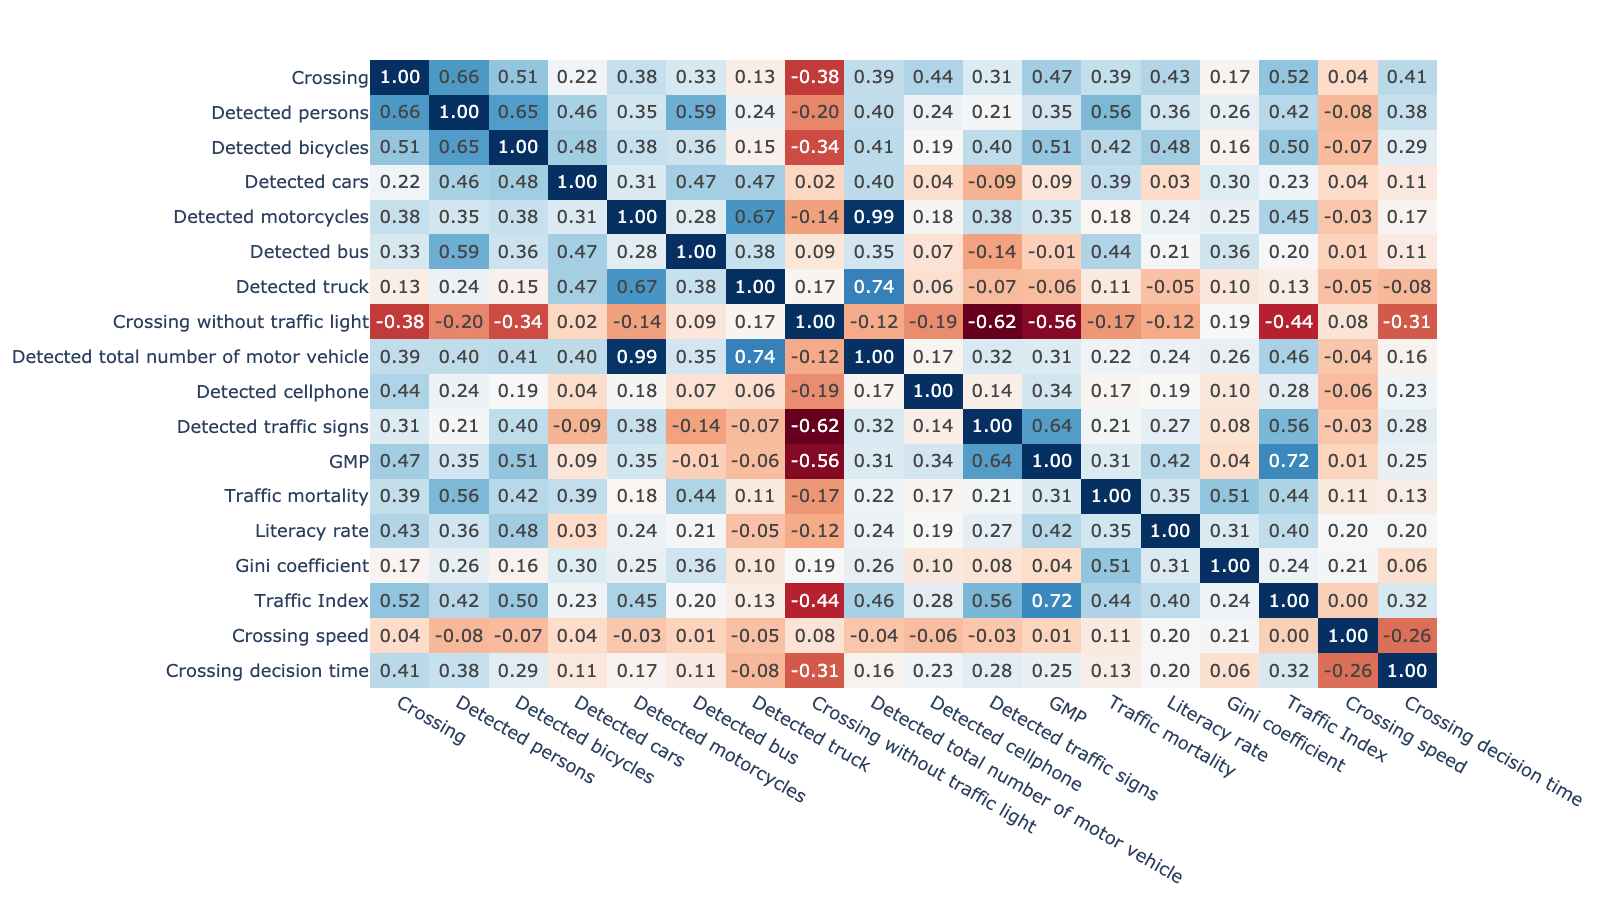 Crossing 1.00 0.66 0.51 0.22 0.38 0.33 0.13 -0.38 0.39 0.44 0.31 0.47 0.39 0.43 0.17 0.52 0.04 0.41
Detected persons 0.66 1.00 0.65 0.46 0.35 0.59 0.24 -0.20 0.40 0.24 0.21 0.35 0.56 0.36 0.26 0.42 -0.08 0.38
Detected bicycles 0.51 0.65 1.00 0.48 0.38 0.36 0.15 -0.34 0.41 0.19 0.40 0.51 0.42 0.48 0.16 0.50 -0.07 0.29
Detected cars 0.22 0.46 0.48 1.00 0.31 0.47 0.47 0.02 0.40 0.04 -0.09 0.09 0.39 0.03 0.30 0.23 0.04 0.11
Detected motorcycles 0.38 0.35 0.38 0.31 1.00 0.28 0.67 -0.14 0.99 0.18 0.38 0.35 0.18 0.24 0.25 0.45 -0.03 0.17
Detected bus 0.33 0.59 0.36 0.47 0.28 1.00 0.38 0.09 0.35 0.07 -0.14 -0.01 0.44 0.21 0.36 0.20 0.01 0.11
Detected truck 0.13 0.24 0.15 0.47 0.67 0.38 1.00 0.17 0.74 0.06 -0.07 -0.06 0.11 -0.05 0.10 0.13 -0.05 -0.08
Crossing without traffic light -0.38 -0.20 -0.34 0.02 -0.14 0.09 0.17 1.00 -0.12 -0.19 -0.62 -0.56 -0.17 -0.12 0.19 -0.44 0.08 -0.31
Detected total number of motor vehicle 0.39 0.40 0.41 0.40 0.99 0.35 0.74 -0.12 1.00 0.17 0.32 0.31 0.22 0.24 0.26 0.46 -0.04 0.16
Detected cellphone 0.44 0.24 0.19 0.04 0.18 0.07 0.06 -0.19 0.17 1.00 0.14 0.34 0.17 0.19 0.10 0.28 -0.06 0.23
Detected traffic signs 0.31 0.21 0.40 -0.09 0.38 -0.14 -0.07 -0.62 0.32 0.14 1.00 0.64 0.21 0.27 0.08 0.56 -0.03 0.28
GMP 0.47 0.35 0.51 0.09 0.35 -0.01 -0.06 -0.56 0.31 0.34 0.64 1.00 0.31 0.42 0.04 0.72 0.01 0.25
Traffic mortality 0.39 0.56 0.42 0.39 0.18 0.44 0.11 -0.17 0.22 0.17 0.21 0.31 1.00 0.35 0.51 0.44 0.11 0.13
Literacy rate 0.43 0.36 0.48 0.03 0.24 0.21 -0.05 -0.12 0.24 0.19 0.27 0.42 0.35 1.00 0.31 0.40 0.20 0.20
Gini coefficient 0.17 0.26 0.16 0.30 0.25 0.36 0.10 0.19 0.26 0.10 0.08 0.04 0.51 0.31 1.00 0.24 0.21 0.06
Traffic Index 0.52 0.42 0.50 0.23 0.45 0.20 0.13 -0.44 0.46 0.28 0.56 0.72 0.44 0.40 0.24 1.00 0.00 0.32
Crossing speed 0.04 -0.08 -0.07 0.04 -0.03 0.01 -0.05 0.08 -0.04 -0.06 -0.03 0.01 0.11 0.20 0.21 0.00 1.00 -0.26
Crossing decision time 0.41 0.38 0.29 0.11 0.17 0.11 -0.08 -0.31 0.16 0.23 0.28 0.25 0.13 0.20 0.06 0.32 -0.26 1.00
Crossing
Detected persons
Detected bicycles
Detected cars
Detected motorcycles
Detected bus
Detected truck
Crossing without traffic light
Detected total number of motor vehicle
Detected cellphone
Detected traffic signs
GMP
Traffic mortality
Literacy rate
Gini coefficient
Traffic Index
Crossing speed
Crossing decision time